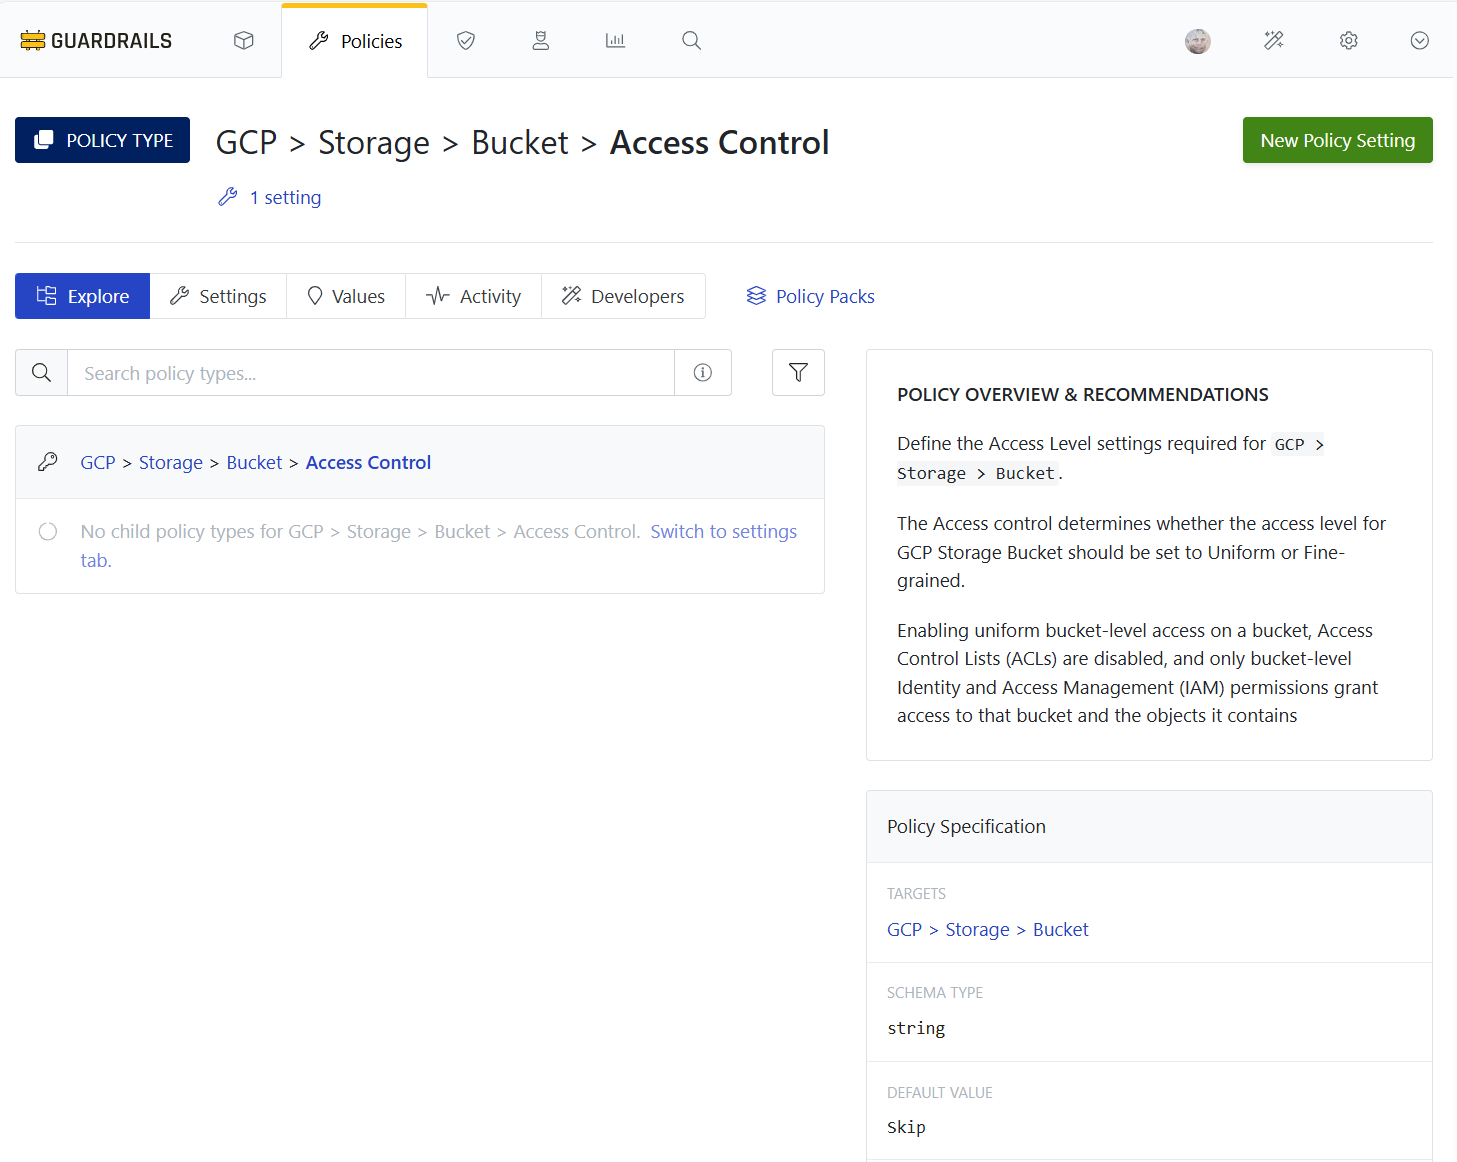 GUARDRAILS
Policies
POLICY TYPE
GCP > Storage > Bucket > Access Control
New Policy Setting
1 setting
Explore
Settings
Values
Activity
Developers
Policy Packs
Search policy types...
GCP > Storage > Bucket > Access Control
No child policy types for GCP > Storage > Bucket > Access Control. Switch to settings
tab.
POLICY OVERVIEW & RECOMMENDATIONS
Define the Access Level settings required for GCP >
Storage > Bucket.
The Access control determines whether the access level for
GCP Storage Bucket should be set to Uniform or Fine-
grained.
Enabling uniform bucket-level access on a bucket, Access
Control Lists (ACLs) are disabled, and only bucket-level
Identity and Access Management (IAM) permissions grant
access to that bucket and the objects it contains
Policy Specification
TARGETS
GCP > Storage > Bucket
SCHEMA TYPE
string
DEFAULT VALUE
Skip